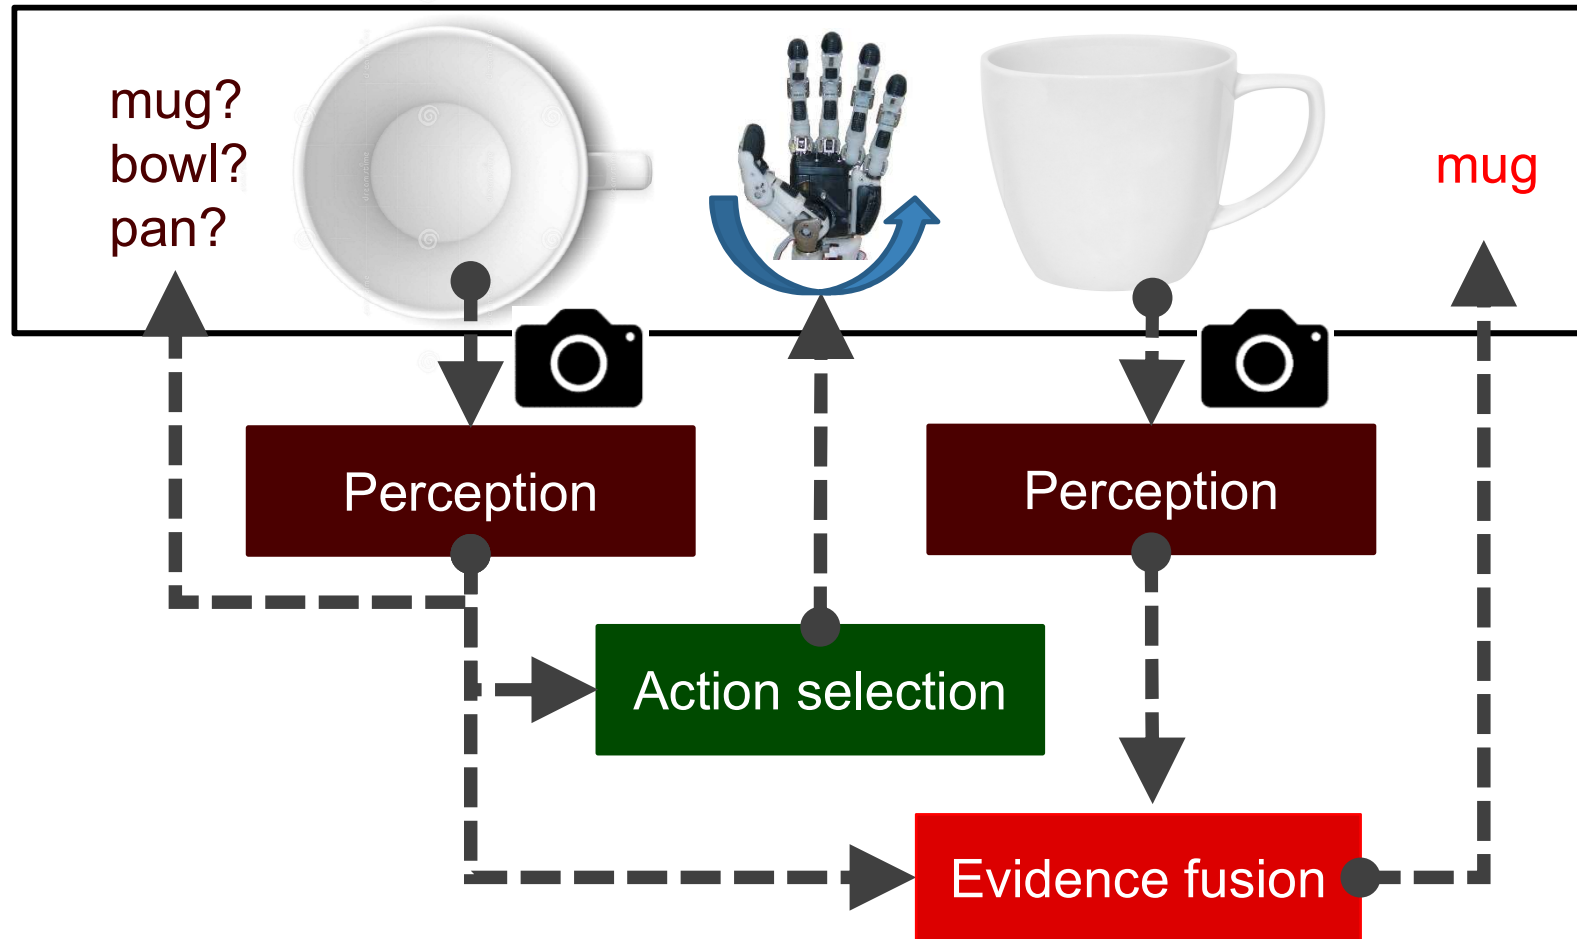 mug?
bowl?
pan?
mug
Perception
Perception
Action selection
Evidence fusion